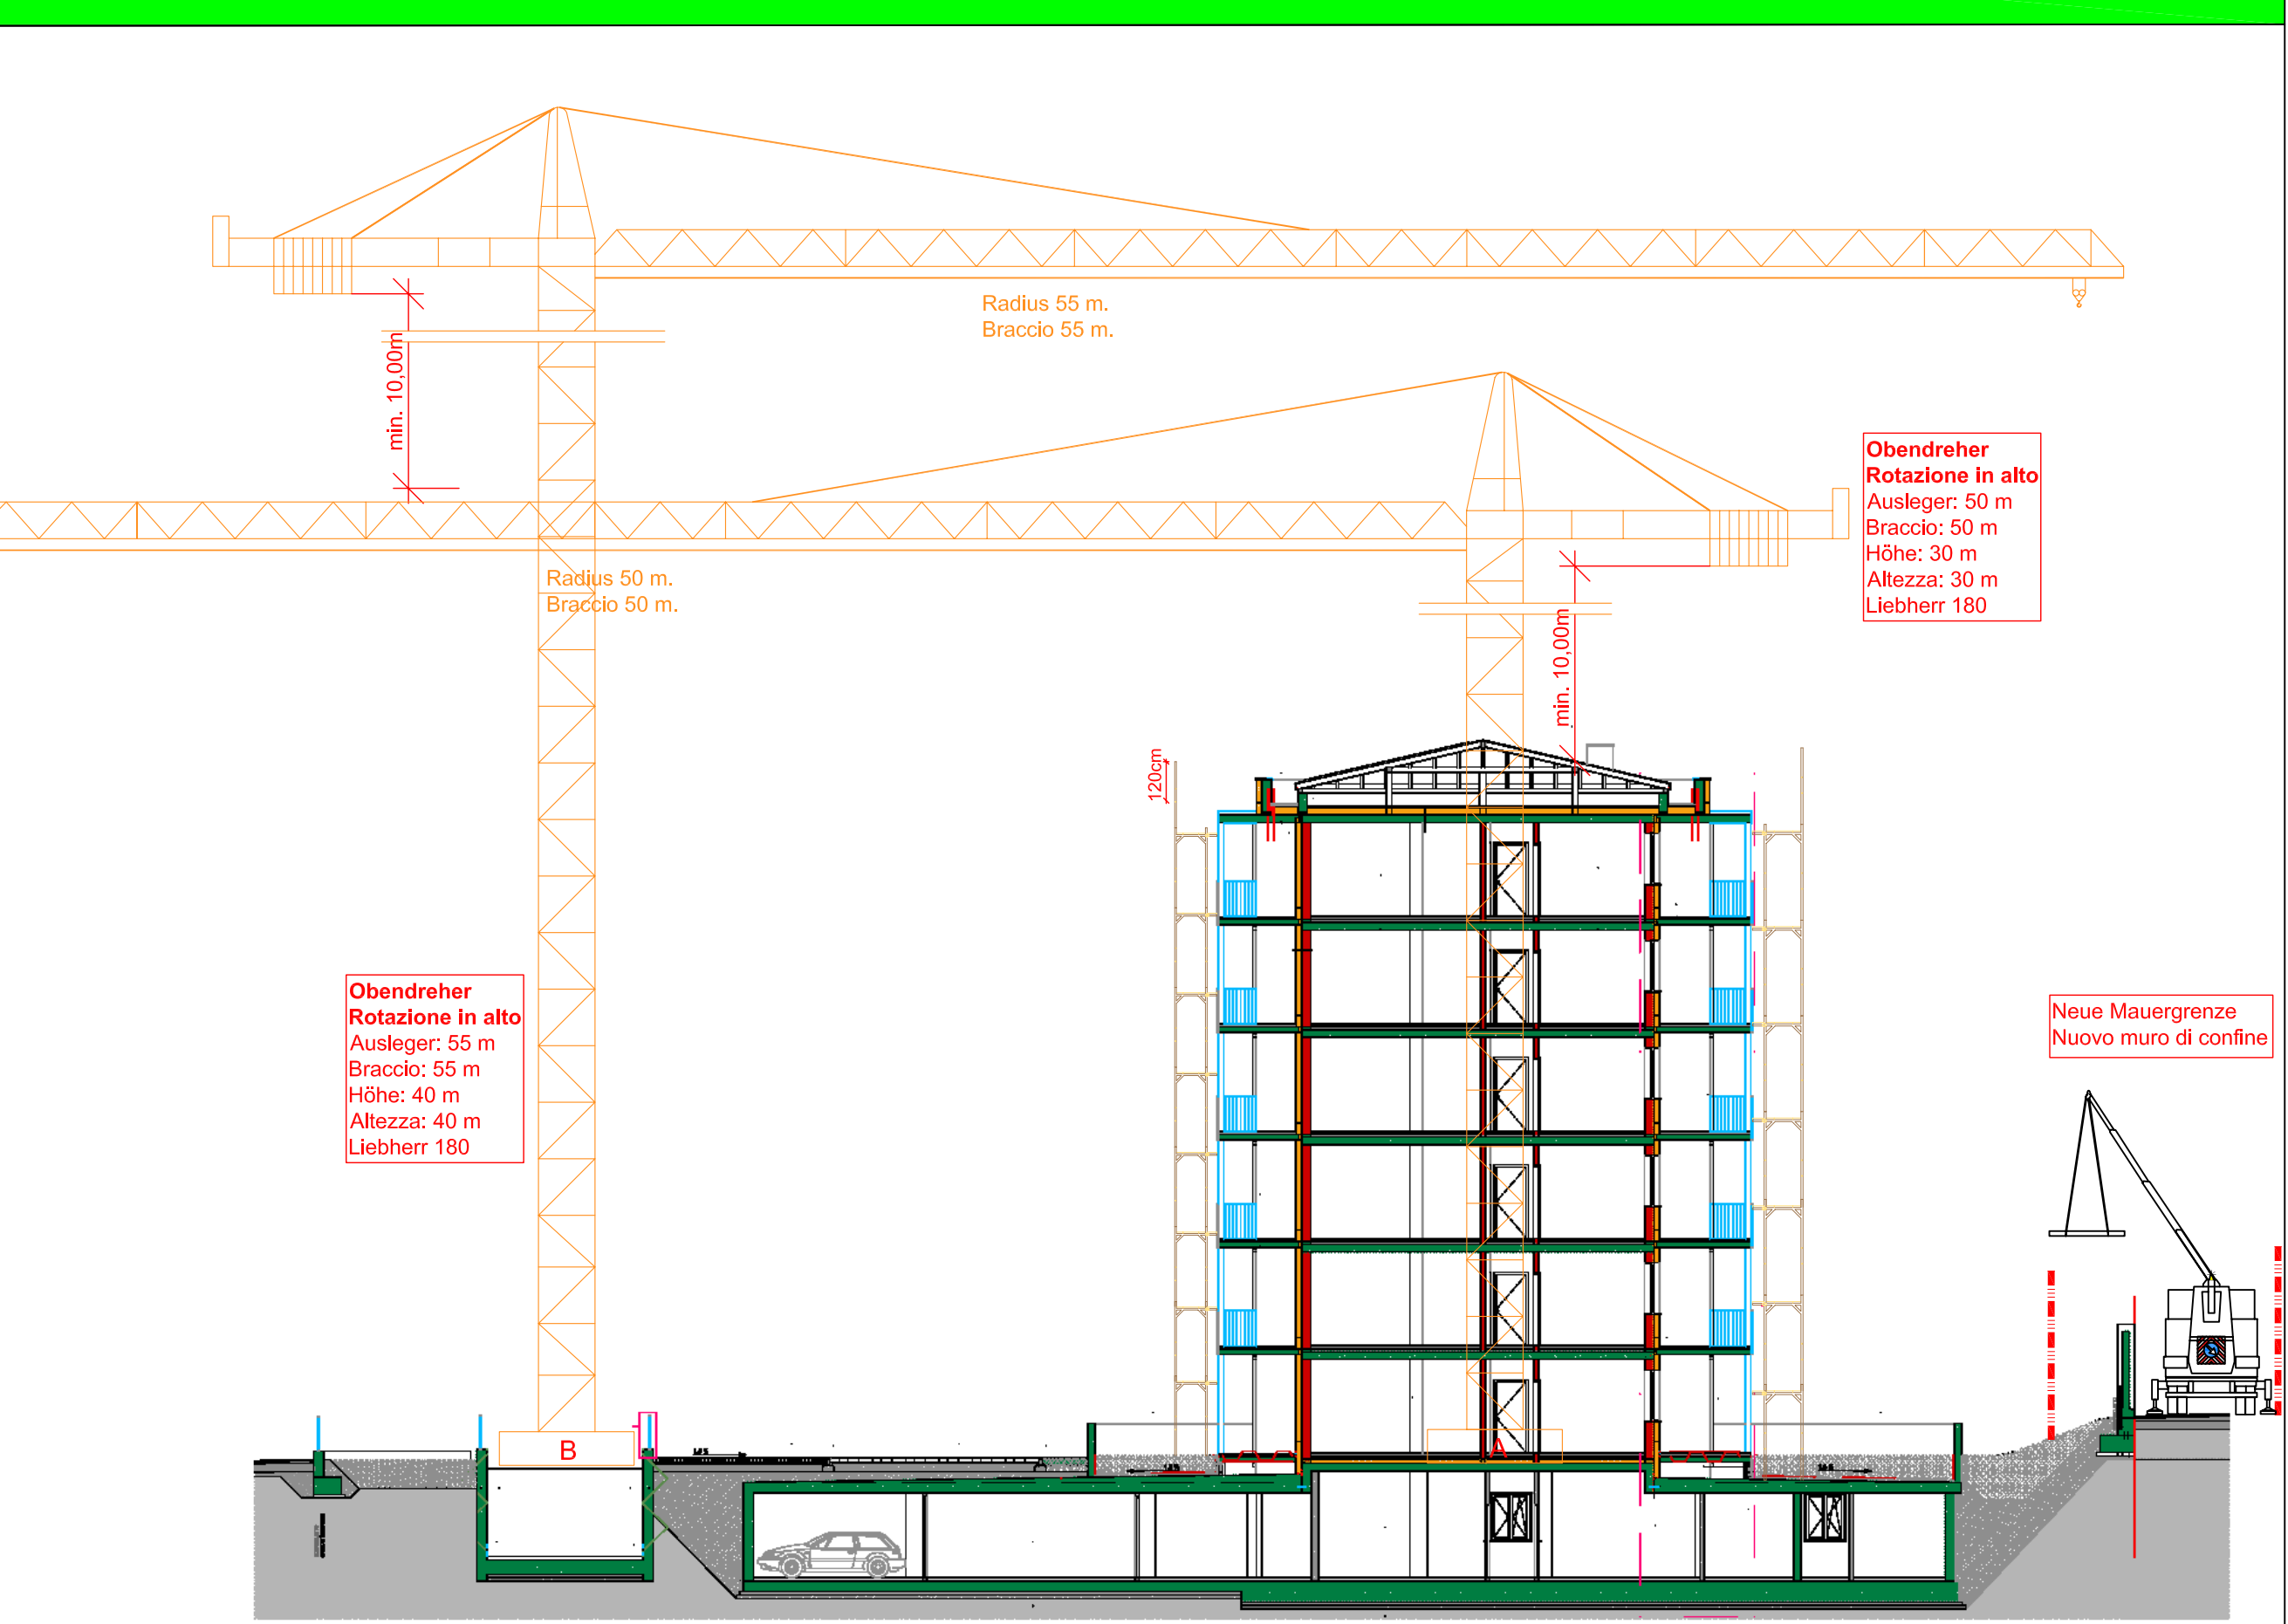 Radius 55 m.
Braccio 55 m.
min. 10,00m
Obendreher
Rotazione in alto
Ausleger: 50 m
Braccio: 50 m
Höhe: 30 m
Altezza: 30 m
Liebherr 180
Radius 50 m.
Braccio 50 m.
min. 10,00m
120cm
Obendreher
Rotazione in alto
Ausleger: 55 m
Braccio: 55 m
Höhe: 40 m
Altezza: 40 m
Liebherr 180
Neue Mauergrenze
Nuovo muro di confine
B
A